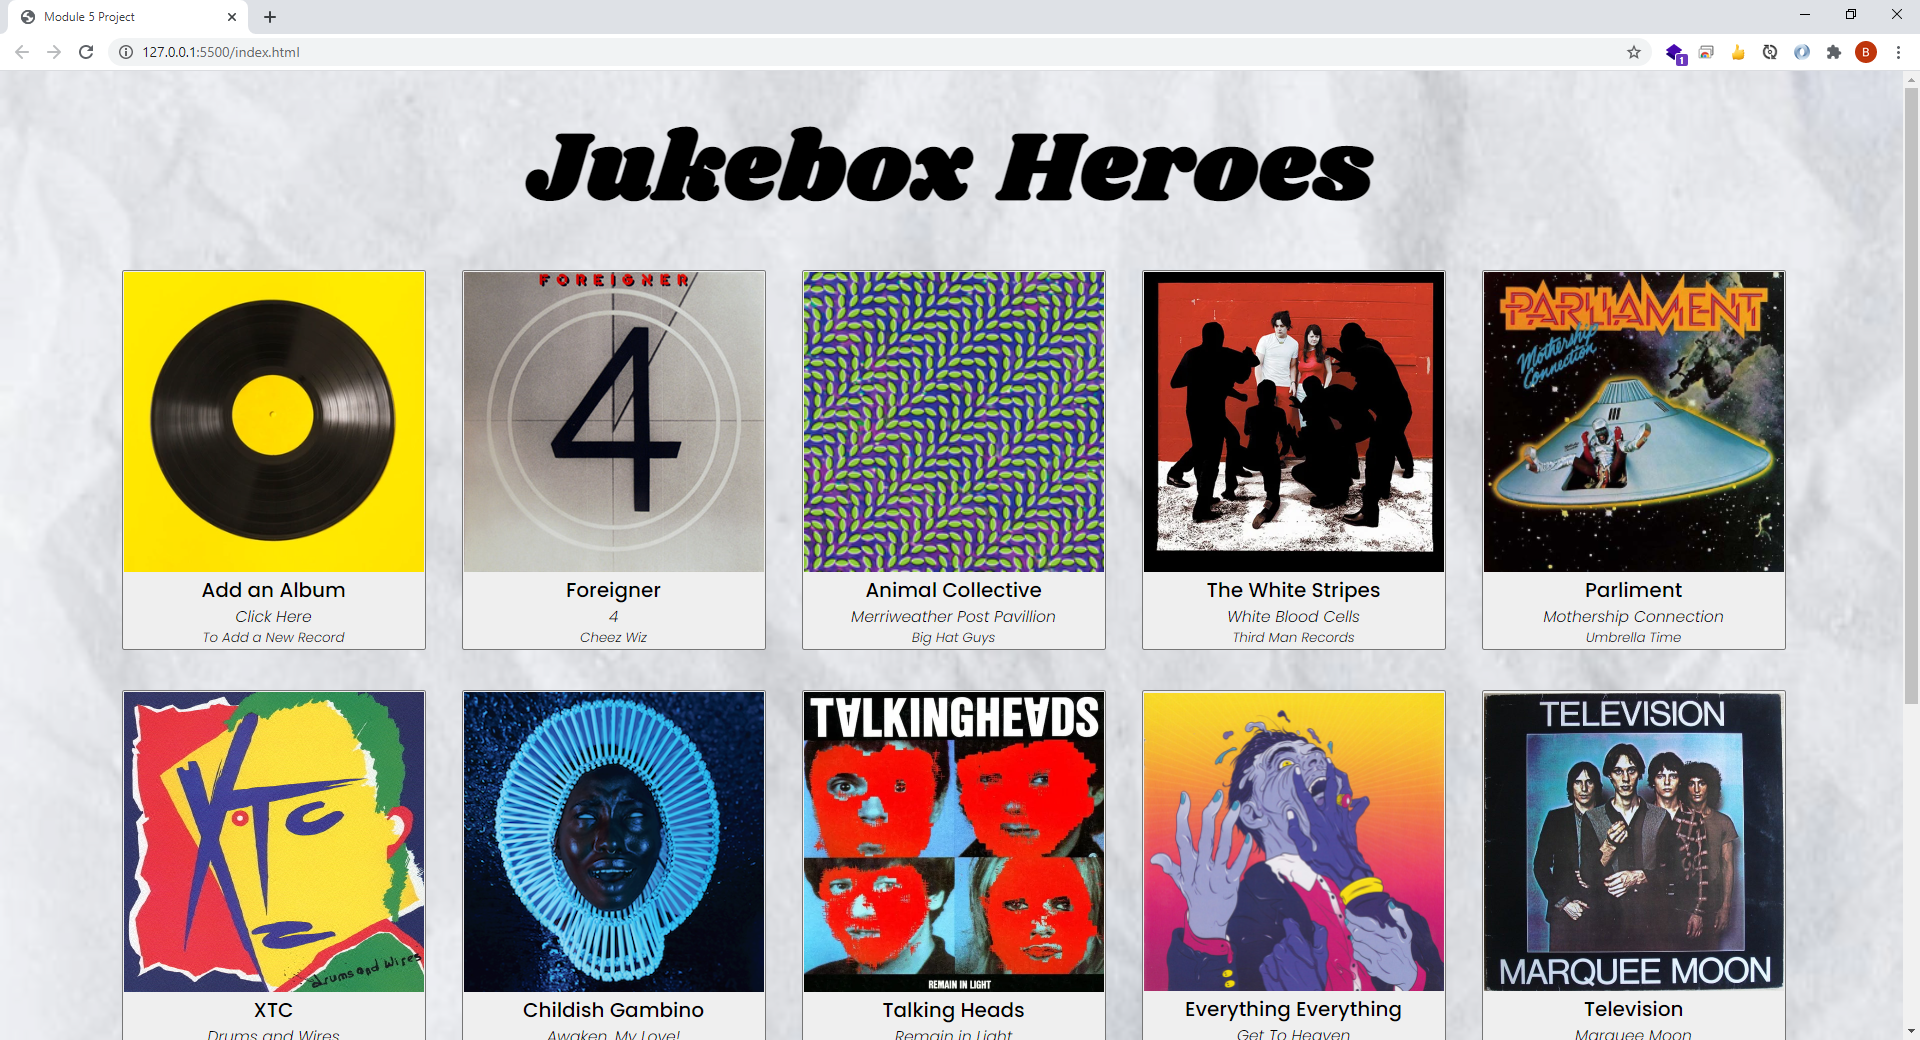 Module 5 Project
127.0.0.1:5500/index.html
1
B
Jukebox Heroes
FOREIGNER
4
PARLIAMENT
Mothership
Connection
Add an Album
Click Here
To Add a New Record
Foreigner
4
Cheez Wiz
Animal Collective
Merriweather Post Pavillion
Big Hat Guys
The White Stripes
White Blood Cells
Third Man Records
Parliment
Mothership Connection
Umbrella Time
XTC
drums and wires
TALKING HEADS
REMAIN IN LIGHT
TELEVISION
MARQUEE MOON
XTC
Drums and Wires
Childish Gambino
Awaken, My Love!
Talking Heads
Remain in Light
Everything Everything
Get To Heaven
Television
Marquee Moon